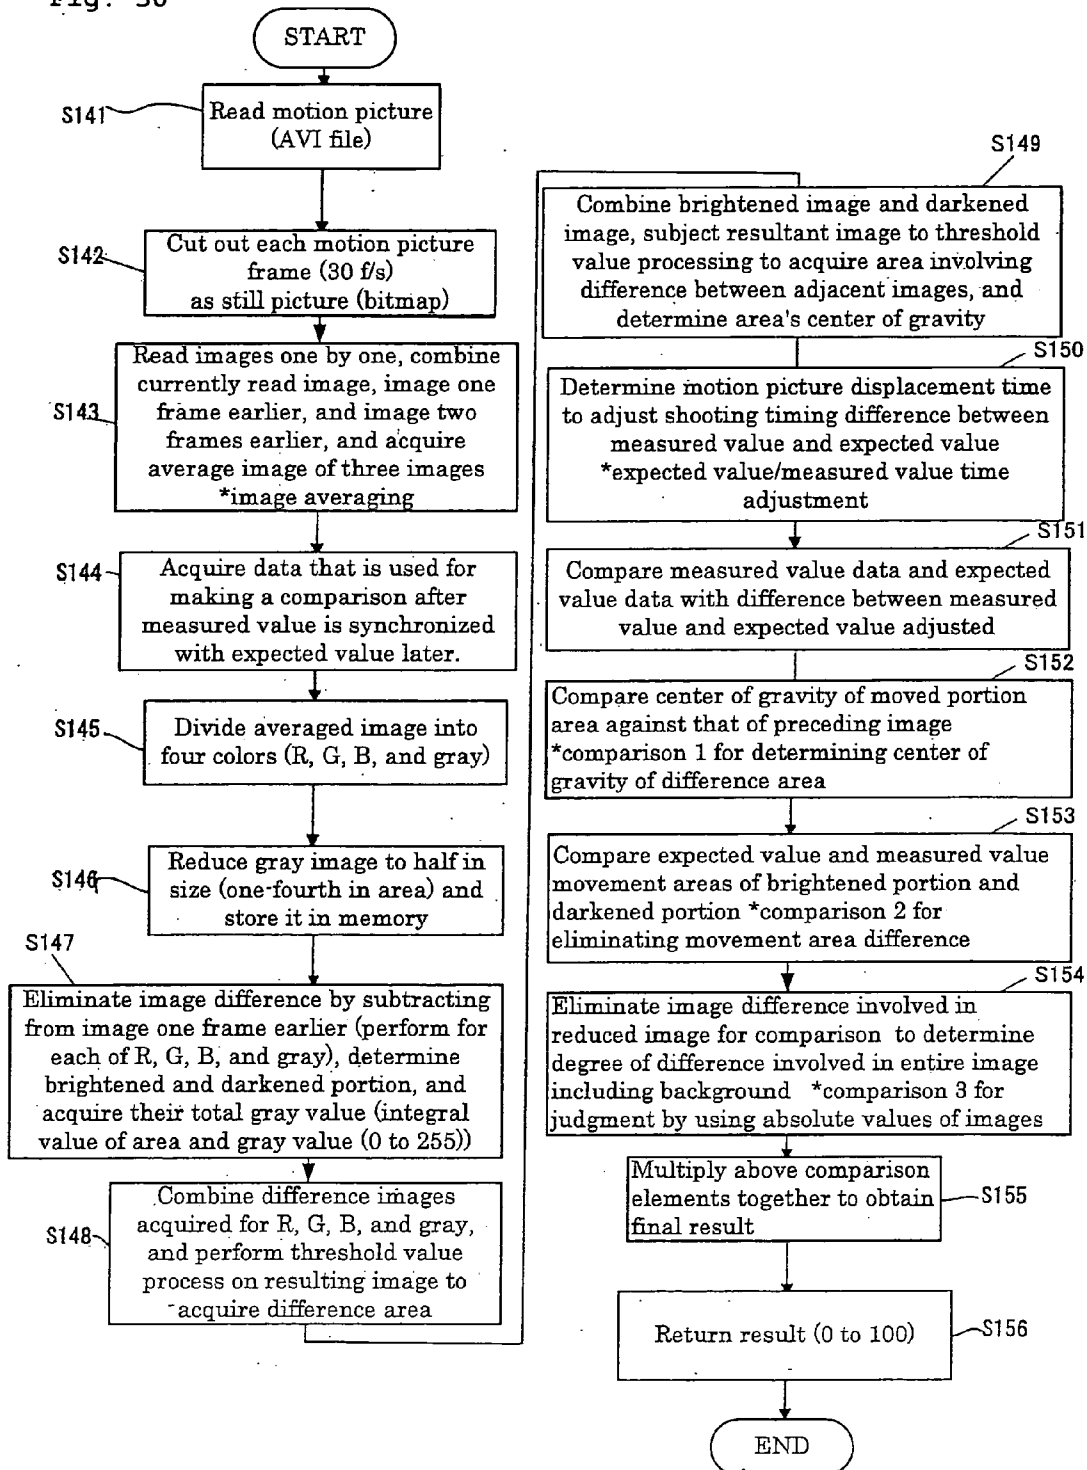 Fig. 30
START
S141
Read motion picture
(AVI file)
S142
Cut out each motion picture
frame (30 f/s)
as still picture (bitmap)
S143
Read images one by one, combine
currently read image, image one
frame earlier, and image two
frames earlier, and acquire
average image of three images
*image averaging
S144
Acquire data that is used for
making a comparison after
measured value is synchronized
with expected value later.
S145
Divide averaged image into
four colors (R, G, B, and gray)
S146
Reduce gray image to half in
size (one-fourth in area) and
store it in memory
S147
Eliminate image difference by subtracting
from image one frame earlier (perform for
each of R, G, B, and gray), determine
brightened and darkened portion, and
acquire their total gray value (integral
value of area and gray value (0 to 255))
S148
Combine difference images
acquired for R, G, B, and gray,
and perform threshold value
process on resulting image to
acquire difference area
S149
Combine brightened image and darkened
image, subject resultant image to threshold
value processing to acquire area involving
difference between adjacent images, and
determine area's center of gravity
S150
Determine motion picture displacement time
to adjust shooting timing difference between
measured value and expected value
*expected value/measured value time
adjustment
S151
Compare measured value data and expected
value data with difference between measured
value and expected value adjusted
S152
Compare center of gravity of moved portion
area against that of preceding image
*comparison 1 for determining center of
gravity of difference area
S153
Compare expected value and measured value
movement areas of brightened portion and
darkened portion *comparison 2 for
eliminating movement area difference
S154
Eliminate image difference involved in
reduced image for comparison to determine
degree of difference involved in entire image
including background *comparison 3 for
judgment by using absolute values of images
Multiply above comparison
elements together to obtain
final result
S155
Return result (0 to 100)
S156
END